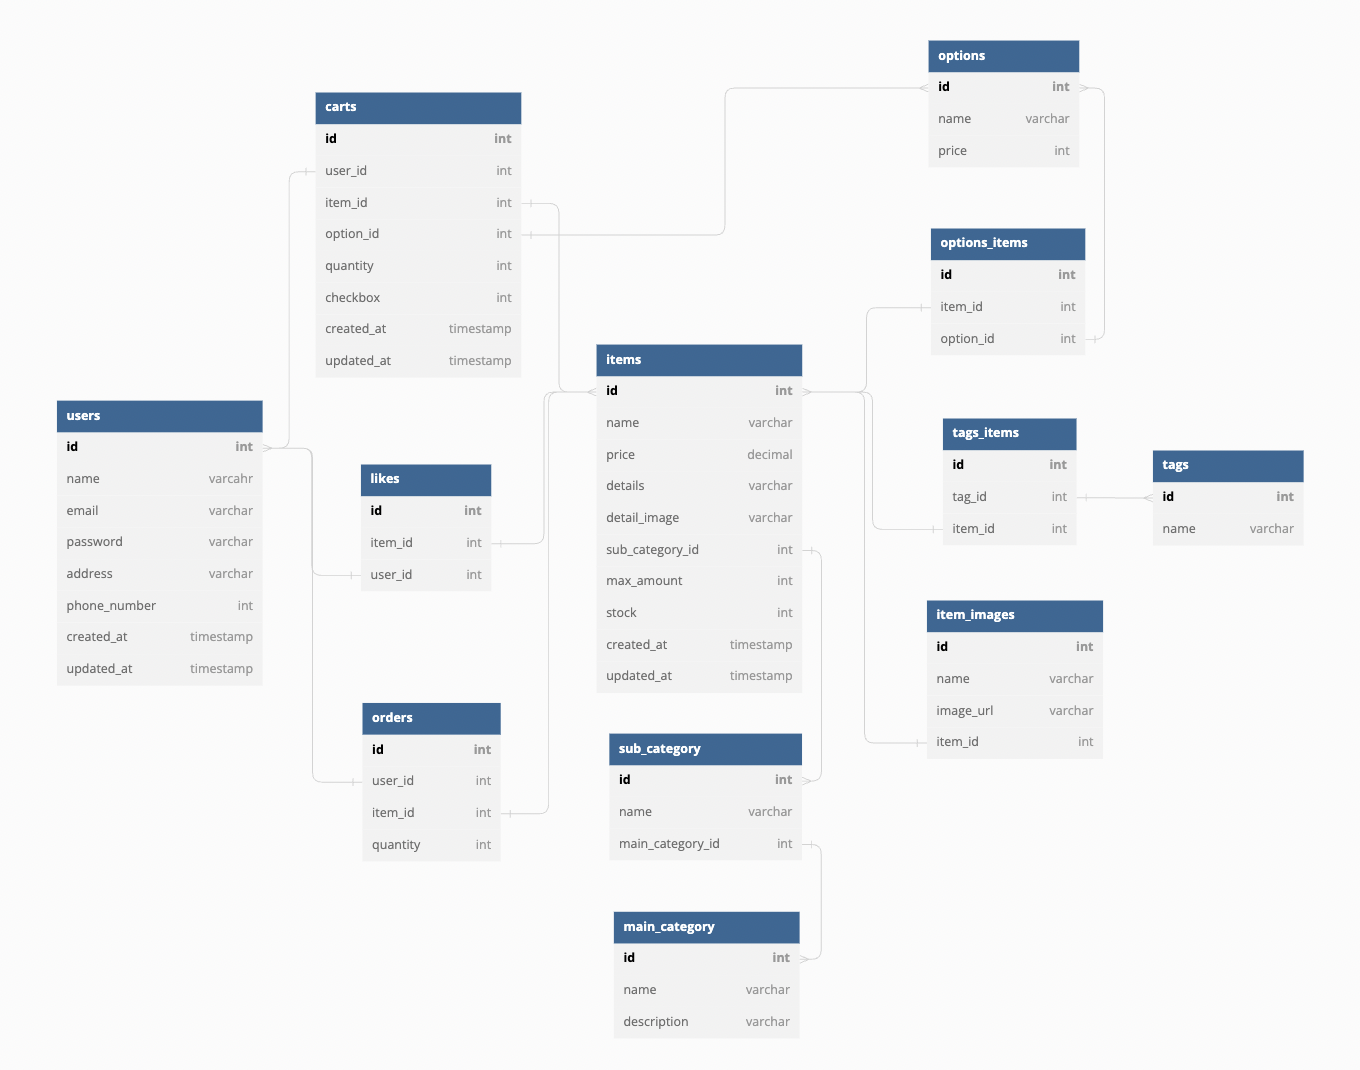 options
id int
name varchar
price int
carts
id int
user_id int
item_id int
option_id int
quantity int
checkbox int
created_at timestamp
updated_at timestamp
options_items
id int
item_id int
option_id int
items
id int
name varchar
price decimal
details varchar
detail_image varchar
sub_category_id int
max_amount int
stock int
created_at timestamp
updated_at timestamp
users
id int
name varcahr
email varchar
password varchar
address varchar
phone_number int
created_at timestamp
updated_at timestamp
likes
id int
item_id int
user_id int
tags_items
id int
tag_id int
item_id int
tags
id int
name varchar
item_images
id int
name varchar
image_url varchar
item_id int
orders
id int
user_id int
item_id int
quantity int
sub_category
id int
name varchar
main_category_id int
main_category
id int
name varchar
description varchar